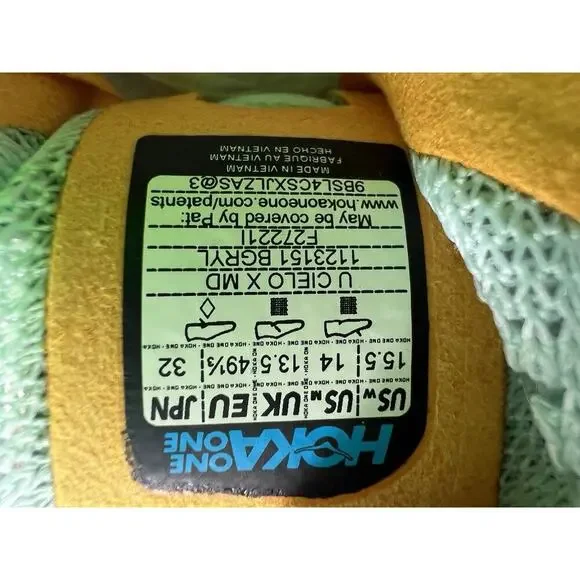 HOKA
ONE
ONE
US W | US M | UK | EU | JPN
15.5 | 14 | 13.5 | 49⅓ | 32
U CIELO X MD
1123151 BGRYL
F27221I
May be covered by Pat:
www.hokaoneone.com/patents
9BSL4CSXJLZAS@3
MADE IN VIETNAM
FABRIQUE AU VIETNAM
HECHO EN VIETNAM